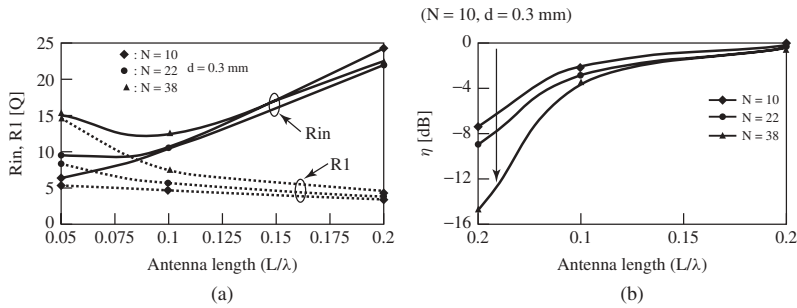 (N = 10, d = 0.3 mm)
25
20
15
10
5
0
Rin, R1 [Q]
: N = 10
: N = 22 d = 0.3 mm
: N = 38
Rin
R1
0.05 0.075 0.1 0.125 0.15 0.175 0.2
Antenna length (L/λ)
(a)
0
−4
−8
−12
−16
η [dB]
N = 10
N = 22
N = 38
0.2 0.1 0.15 0.2
Antenna length (L/λ)
(b)